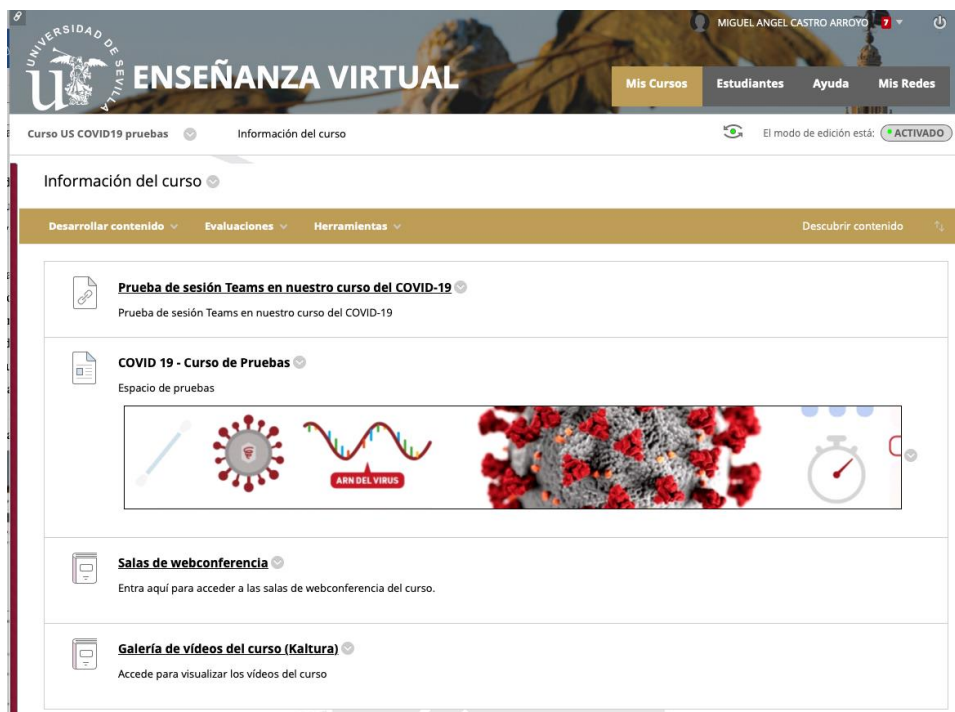 UNIVERSIDAD DE SEVILLA
MIGUEL ANGEL CASTRO ARROYO 7
ENSEÑANZA VIRTUAL
Mis Cursos Estudiantes Ayuda Mis Redes
Curso US COVID19 pruebas Información del curso El modo de edición está: ACTIVADO
Información del curso
Desarrollar contenido Evaluaciones Herramientas Descubrir contenido
Prueba de sesión Teams en nuestro curso del COVID-19
Prueba de sesión Teams en nuestro curso del COVID-19
COVID 19 - Curso de Pruebas
Espacio de pruebas
ARN DEL VIRUS
Salas de webconferencia
Entra aquí para acceder a las salas de webconferencia del curso.
Galería de vídeos del curso (Kaltura)
Accede para visualizar los vídeos del curso